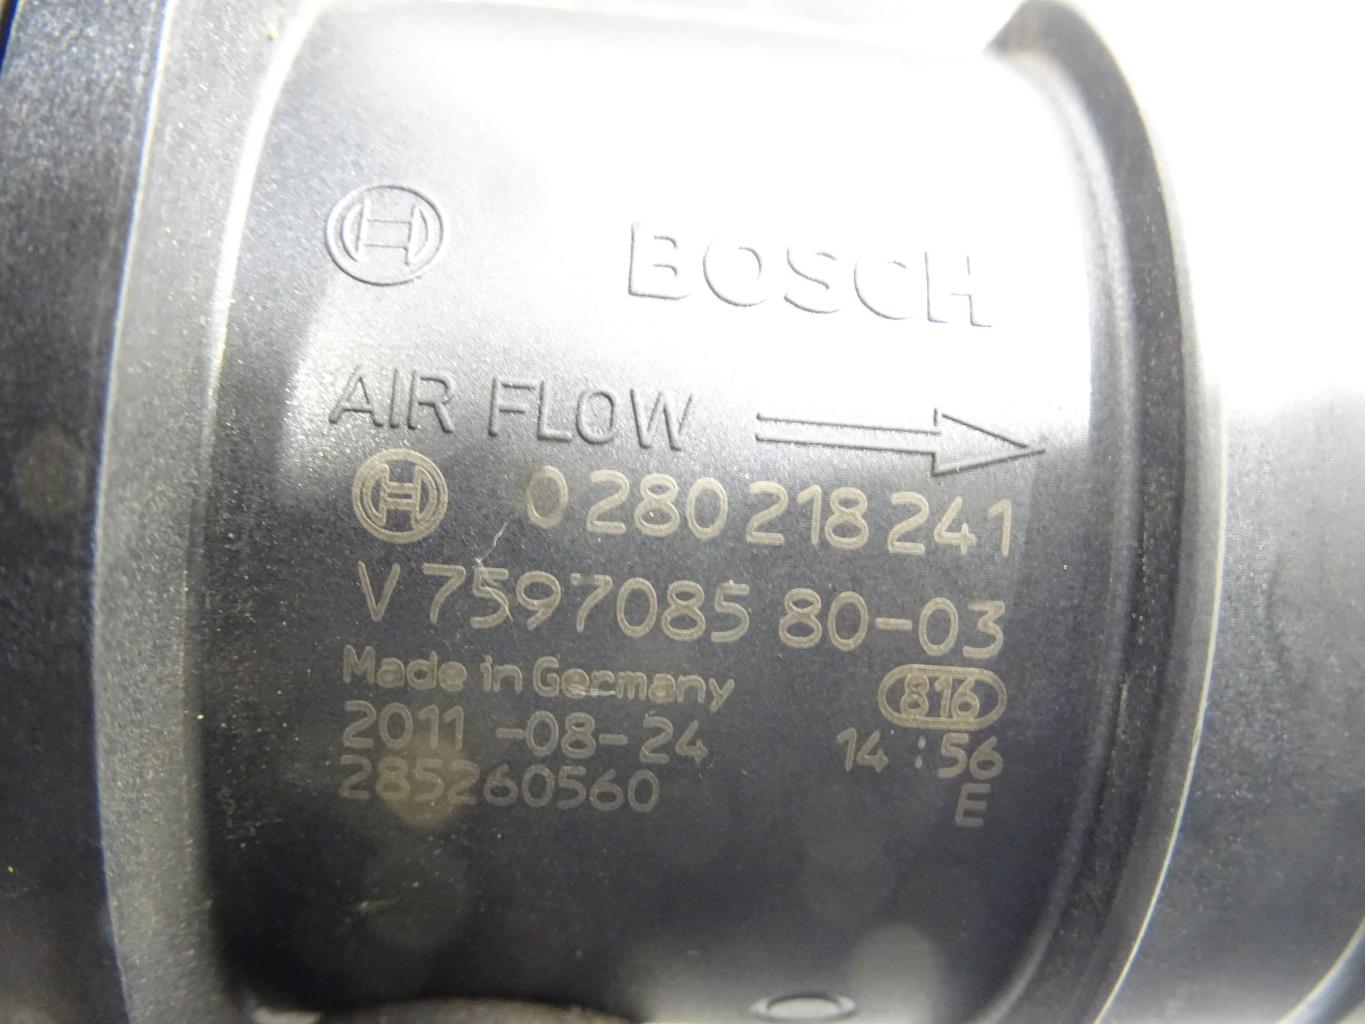 BOSCH
AIR FLOW
0 280 218 241
V 7597085 80-03
Made in Germany 816
2011-08-24 14:56
285260560 E